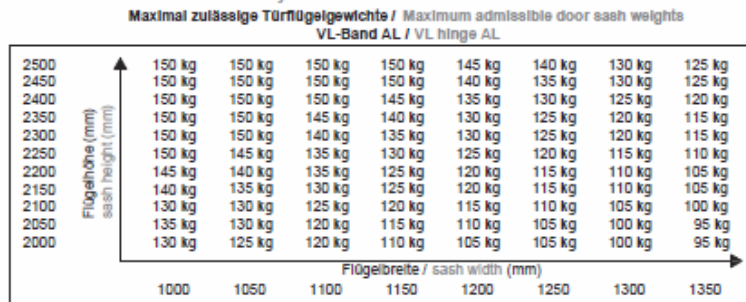 Maximal zulässige Türflügelgewichte / Maximum admissible door sash weights
VL-Band AL / VL hinge AL
2500 150 kg 150 kg 150 kg 150 kg 145 kg 140 kg 130 kg 125 kg
2450 150 kg 150 kg 150 kg 150 kg 140 kg 135 kg 130 kg 125 kg
2400 150 kg 150 kg 150 kg 145 kg 135 kg 130 kg 125 kg 120 kg
2350 150 kg 150 kg 145 kg 140 kg 130 kg 125 kg 120 kg 115 kg
2300 150 kg 150 kg 140 kg 135 kg 130 kg 125 kg 120 kg 115 kg
2250 150 kg 145 kg 135 kg 130 kg 125 kg 120 kg 115 kg 110 kg
2200 145 kg 140 kg 135 kg 125 kg 120 kg 115 kg 110 kg 105 kg
2150 140 kg 135 kg 130 kg 125 kg 120 kg 115 kg 110 kg 105 kg
2100 130 kg 130 kg 125 kg 120 kg 115 kg 110 kg 105 kg 100 kg
2050 135 kg 130 kg 120 kg 115 kg 110 kg 105 kg 100 kg 95 kg
2000 130 kg 125 kg 120 kg 110 kg 105 kg 105 kg 100 kg 95 kg
Flügelhöhe (mm)
sash height (mm)
Flügelbreite / sash width (mm)
1000 1050 1100 1150 1200 1250 1300 1350